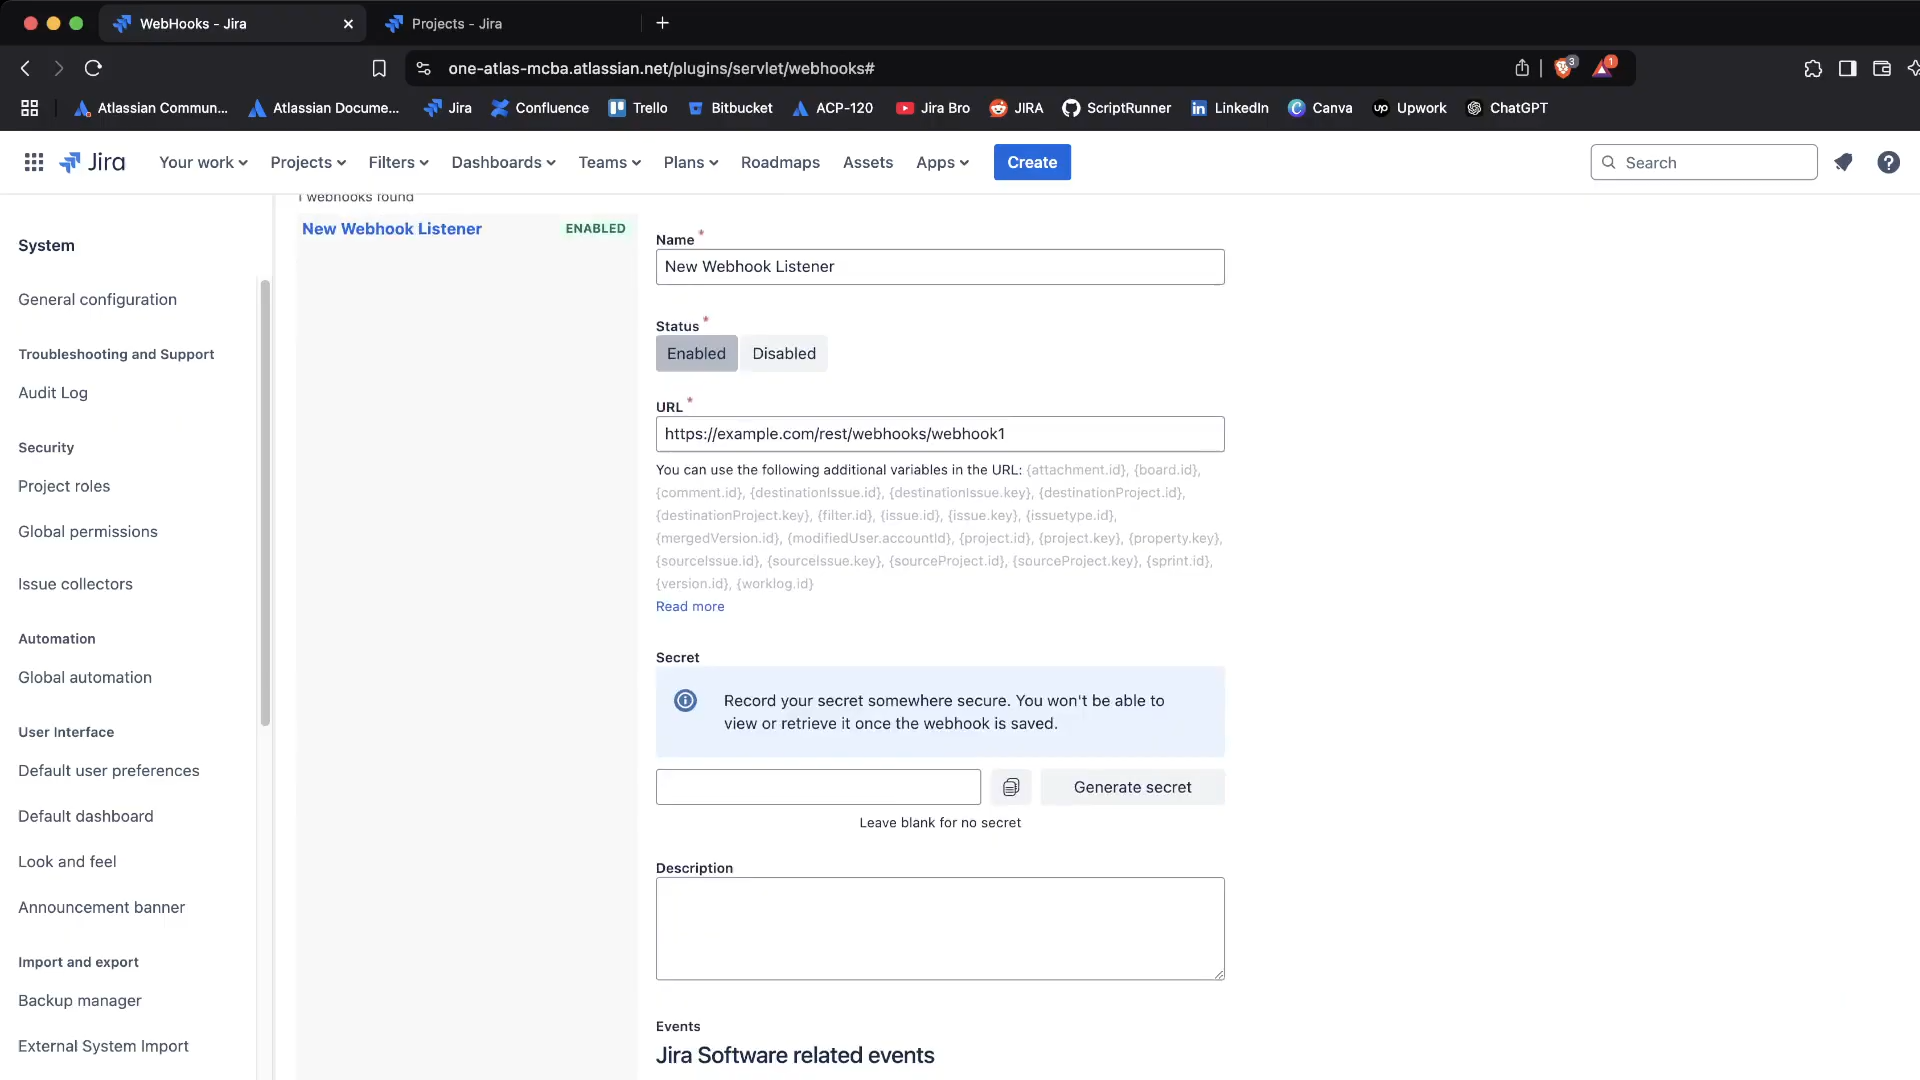 WebHooks - Jira
Projects - Jira
one-atlas-mcba.atlassian.net/plugins/servlet/webhooks#
3
1
Atlassian Commun...
Atlassian Docume...
Jira
Confluence
Trello
Bitbucket
ACP-120
Jira Bro
JIRA
ScriptRunner
LinkedIn
Canva
Upwork
ChatGPT
Jira
Your work
Projects
Filters
Dashboards
Teams
Plans
Roadmaps
Assets
Apps
Create
Search
System
General configuration
Troubleshooting and Support
Audit Log
Security
Project roles
Global permissions
Issue collectors
Automation
Global automation
User Interface
Default user preferences
Default dashboard
Look and feel
Announcement banner
Import and export
Backup manager
External System Import
1 webhooks found
New Webhook Listener
ENABLED
Name *
New Webhook Listener
Status *
Enabled
Disabled
URL *
https://example.com/rest/webhooks/webhook1
You can use the following additional variables in the URL: {attachment.id}, {board.id},
{comment.id}, {destinationIssue.id}, {destinationIssue.key}, {destinationProject.id},
{destinationProject.key}, {filter.id}, {issue.id}, {issue.key}, {issuetype.id},
{mergedVersion.id}, {modifiedUser.accountId}, {project.id}, {project.key}, {property.key},
{sourceIssue.id}, {sourceIssue.key}, {sourceProject.id}, {sourceProject.key}, {sprint.id},
{version.id}, {worklog.id}
Read more
Secret
Record your secret somewhere secure. You won't be able to
view or retrieve it once the webhook is saved.
Generate secret
Leave blank for no secret
Description
Events
Jira Software related events